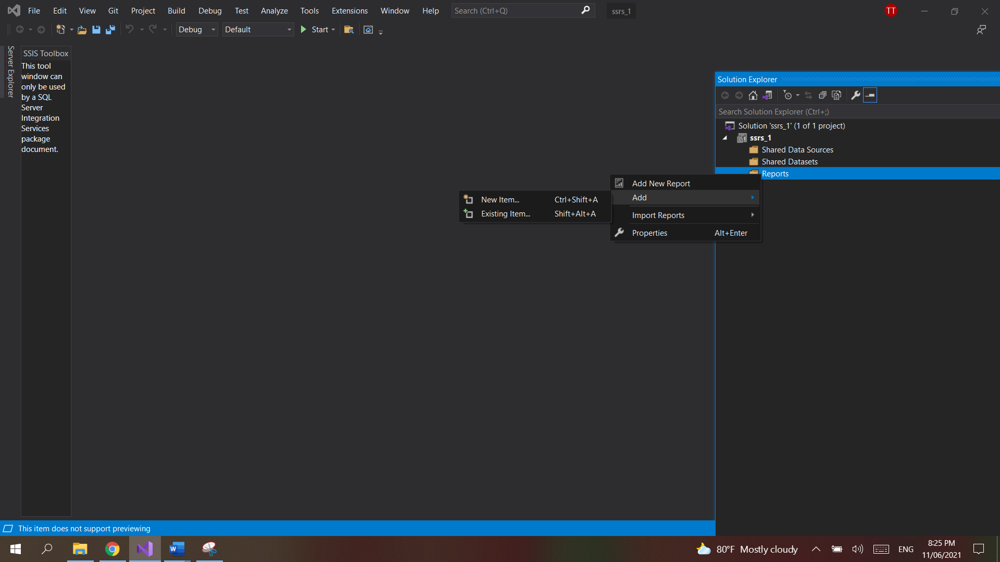 File Edit View Git Project Build Debug Test Analyze Tools Extensions Window Help Search (Ctrl+Q) ssrs_1 TT
Debug Default Start
Server Explorer
SSIS Toolbox
This tool
window can
only be used
by a SQL
Server
Integration
Services
package
document.
Solution Explorer
Search Solution Explorer (Ctrl+;)
Solution 'ssrs_1' (1 of 1 project)
ssrs_1
Shared Data Sources
Shared Datasets
Reports
Add New Report
Add
Import Reports
Properties Alt+Enter
New Item... Ctrl+Shift+A
Existing Item... Shift+Alt+A
This item does not support previewing
W
80°F Mostly cloudy
ENG
8:25 PM
11/06/2021